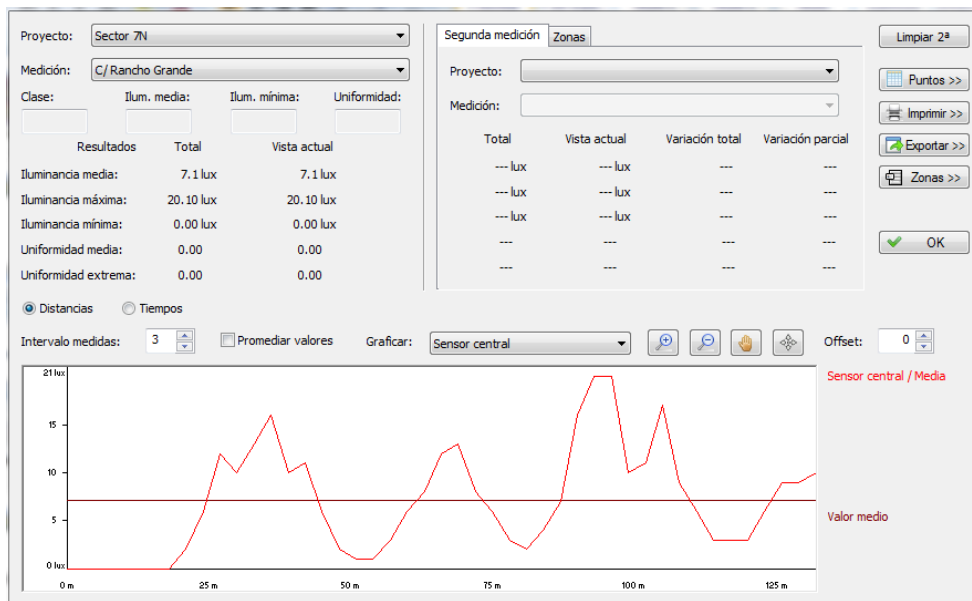 Proyecto: Sector 7N
Medición: C/ Rancho Grande
Clase: Ilum. media: Ilum. mínima: Uniformidad:
Resultados Total Vista actual
Iluminancia media: 7.1 lux 7.1 lux
Iluminancia máxima: 20.10 lux 20.10 lux
Iluminancia mínima: 0.00 lux 0.00 lux
Uniformidad media: 0.00 0.00
Uniformidad extrema: 0.00 0.00
Segunda medición Zonas
Proyecto:
Medición:
Total Vista actual Variación total Variación parcial
--- lux --- lux --- ---
--- lux --- lux --- ---
--- lux --- lux --- ---
--- --- --- ---
--- --- --- ---
Limpiar 2ª
Puntos >>
Imprimir >>
Exportar >>
Zonas >>
OK
Distancias Tiempos
Intervalo medidas: 3 Promediar valores Graficar: Sensor central Offset: 0
21 lux
15
10
5
0 lux
0 m 25 m 50 m 75 m 100 m 125 m
Sensor central / Media
Valor medio